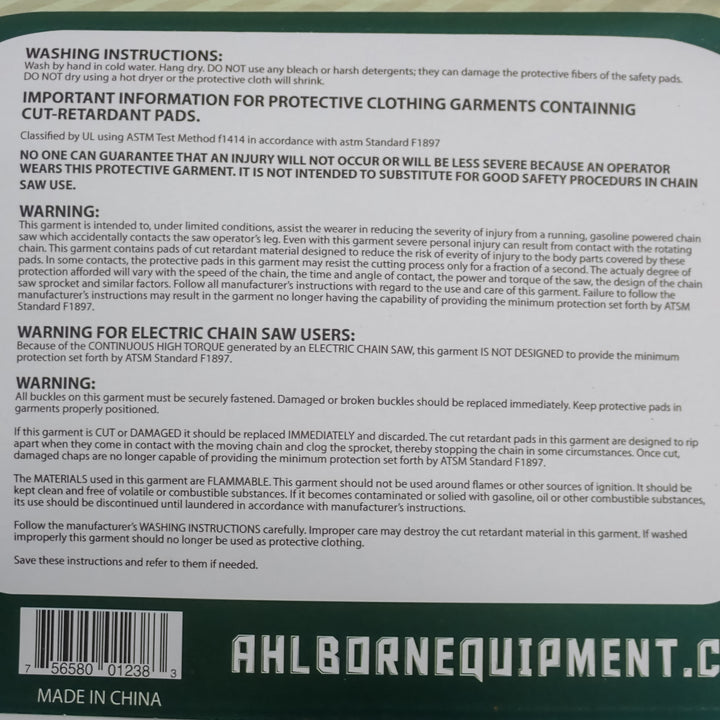 WASHING INSTRUCTIONS:
Wash by hand in cold water. Hang dry. DO NOT use any bleach or harsh detergents; they can damage the protective fibers of the safety pads.
DO NOT dry using a hot dryer or the protective cloth will shrink.
IMPORTANT INFORMATION FOR PROTECTIVE CLOTHING GARMENTS CONTAINNIG
CUT-RETARDANT PADS.
Classified by UL using ASTM Test Method f1414 in accordance with astm Standard F1897
NO ONE CAN GUARANTEE THAT AN INJURY WILL NOT OCCUR OR WILL BE LESS SEVERE BECAUSE AN OPERATOR
WEARS THIS PROTECTIVE GARMENT. IT IS NOT INTENDED TO SUBSTITUTE FOR GOOD SAFETY PROCEDURS IN CHAIN
SAW USE.
WARNING:
This garment is intended to, under limited conditions, assist the wearer in reducing the severity of injury from a running, gasoline powered chain
saw which accidentally contacts the saw operator's leg. Even with this garment severe personal injury can result from contact with the rotating
chain. This garment contains pads of cut retardant material designed to reduce the risk of everity of injury to the body parts covered by these
pads. In some contacts, the protective pads in this garment may resist the cutting process only for a fraction of a second. The actualy degree of
protection afforded will vary with the speed of the chain, the time and angle of contact, the power and torque of the saw, the design of the chain
saw sprocket and similar factors. Follow all manufacturer's instructions with regard to the use and care of this garment. Failure to follow the
manufacturer's instructions may result in the garment no longer having the capability of providing the minimum protection set forth by ATSM
Standard F1897.
WARNING FOR ELECTRIC CHAIN SAW USERS:
Because of the CONTINUOUS HIGH TORQUE generated by an ELECTRIC CHAIN SAW, this garment IS NOT DESIGNED to provide the minimum
protection set forth by ATSM Standard F1897.
WARNING:
All buckles on this garment must be securely fastened. Damaged or broken buckles should be replaced immediately. Keep protective pads in
garments properly positioned.
If this garment is CUT or DAMAGED it should be replaced IMMEDIATELY and discarded. The cut retardant pads in this garment are designed to rip
apart when they come in contact with the moving chain and clog the sprocket, thereby stopping the chain in some circumstances. Once cut,
damaged chaps are no longer capable of providing the minimum protection set forth by ATSM Standard F1897.
The MATERIALS used in this garment are FLAMMABLE. This garment should not be used around flames or other sources of ignition. It should be
kept clean and free of volatile or combustible substances. If it becomes contaminated or solied with gasoline, oil or other combustible substances,
its use should be discontinued until laundered in accordance with manufacturer's instructions.
Follow the manufacturer's WASHING INSTRUCTIONS carefully. Improper care may destroy the cut retardant material in this garment. If washed
improperly this garment should no longer be used as protective clothing.
Save these instructions and refer to them if needed.
7 56580 01238 3
MADE IN CHINA
AHLBORNEQUIPMENT.C